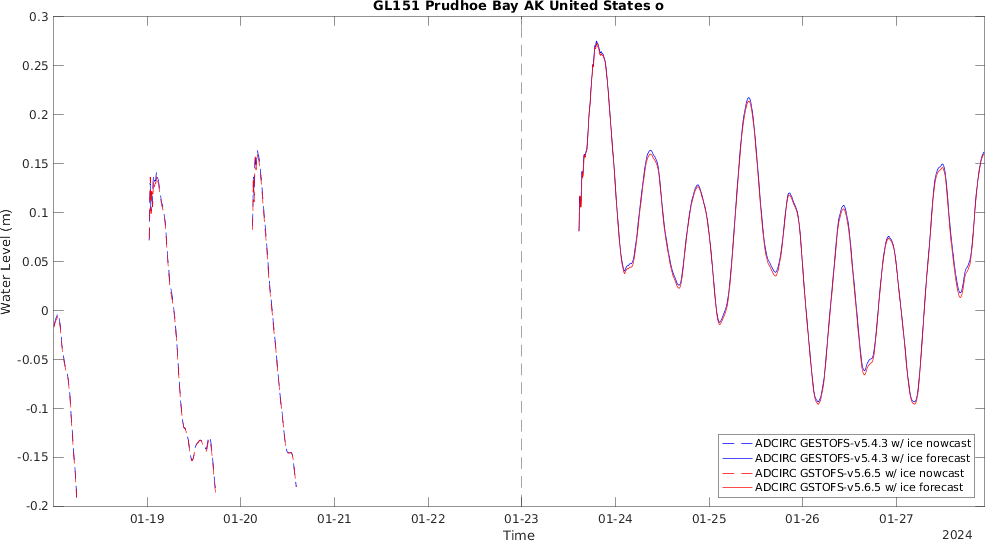 GL151 Prudhoe Bay AK United States o
Water Level (m)
0.3
0.25
0.2
0.15
0.1
0.05
0
-0.05
-0.1
-0.15
-0.2
ADCIRC GESTOFS-v5.4.3 w/ ice nowcast
ADCIRC GESTOFS-v5.4.3 w/ ice forecast
ADCIRC GSTOFS-v5.6.5 w/ ice nowcast
ADCIRC GSTOFS-v5.6.5 w/ ice forecast
01-19 01-20 01-21 01-22 01-23 01-24 01-25 01-26 01-27
Time
2024